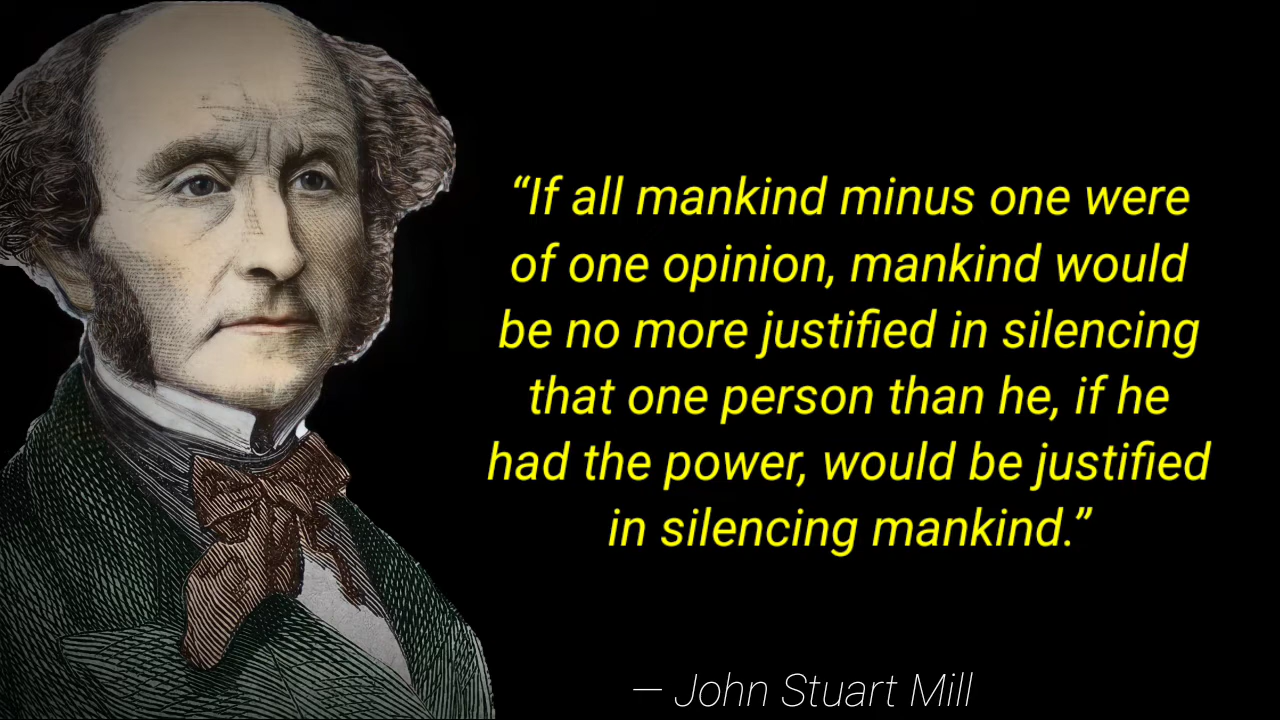 “If all mankind minus one were
of one opinion, mankind would
be no more justified in silencing
that one person than he, if he
had the power, would be justified
in silencing mankind.”
— John Stuart Mill